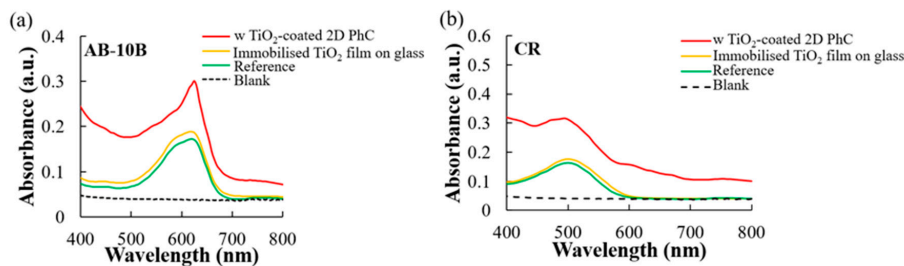 (a)
AB-10B
w TiO₂-coated 2D PhC
Immobilised TiO₂ film on glass
Reference
Blank
Absorbance (a.u.)
0.4
0.3
0.2
0.1
0
400 500 600 700 800
Wavelength (nm)
(b)
CR
w TiO₂-coated 2D PhC
Immobilised TiO₂ film on glass
Reference
Blank
Absorbance (a.u.)
0.6
0.5
0.4
0.3
0.2
0.1
0
400 500 600 700 800
Wavelength (nm)